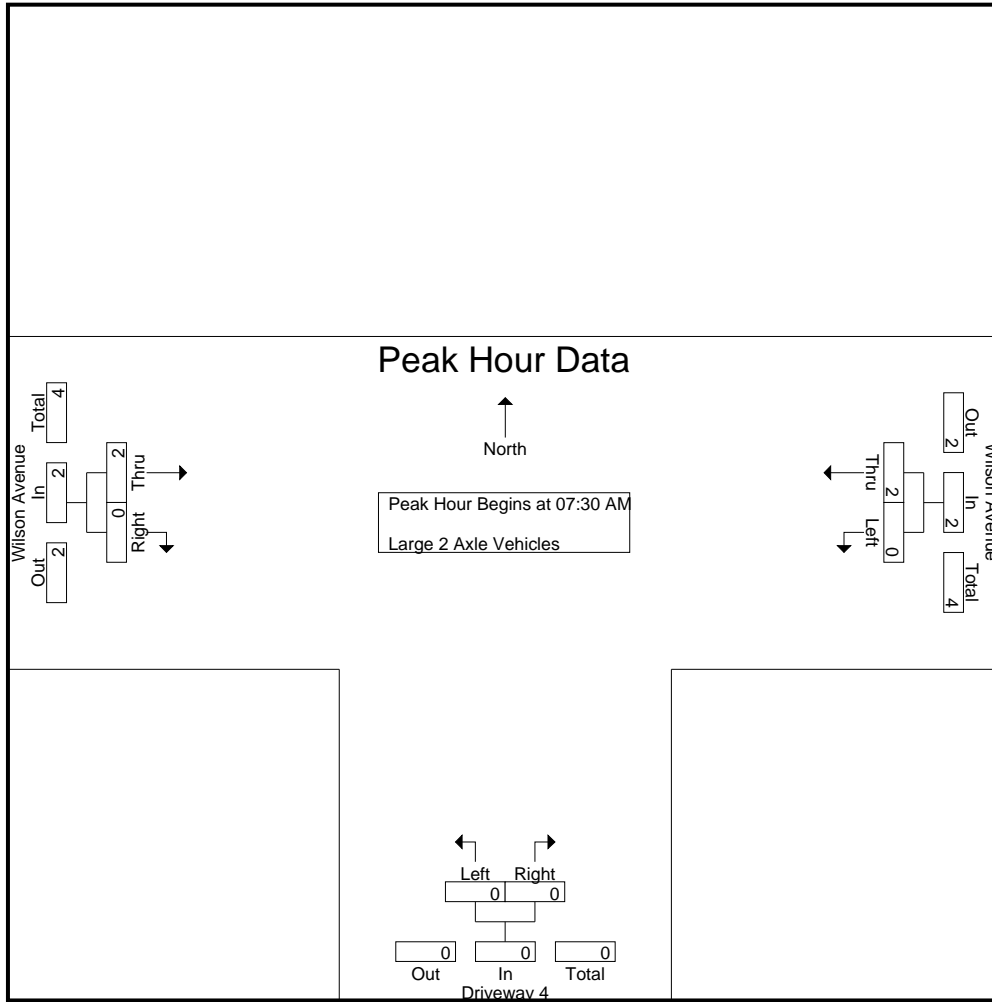 Peak Hour Data
North
Peak Hour Begins at 07:30 AM
Large 2 Axle Vehicles
Wilson Avenue
Total
4
In
2
Out
2
Thru
2
Right
0
Wilson Avenue
Out
2
In
2
Total
4
Thru
2
Left
0
Left Right
0 0
0 0 0
Out In Total
Driveway 4